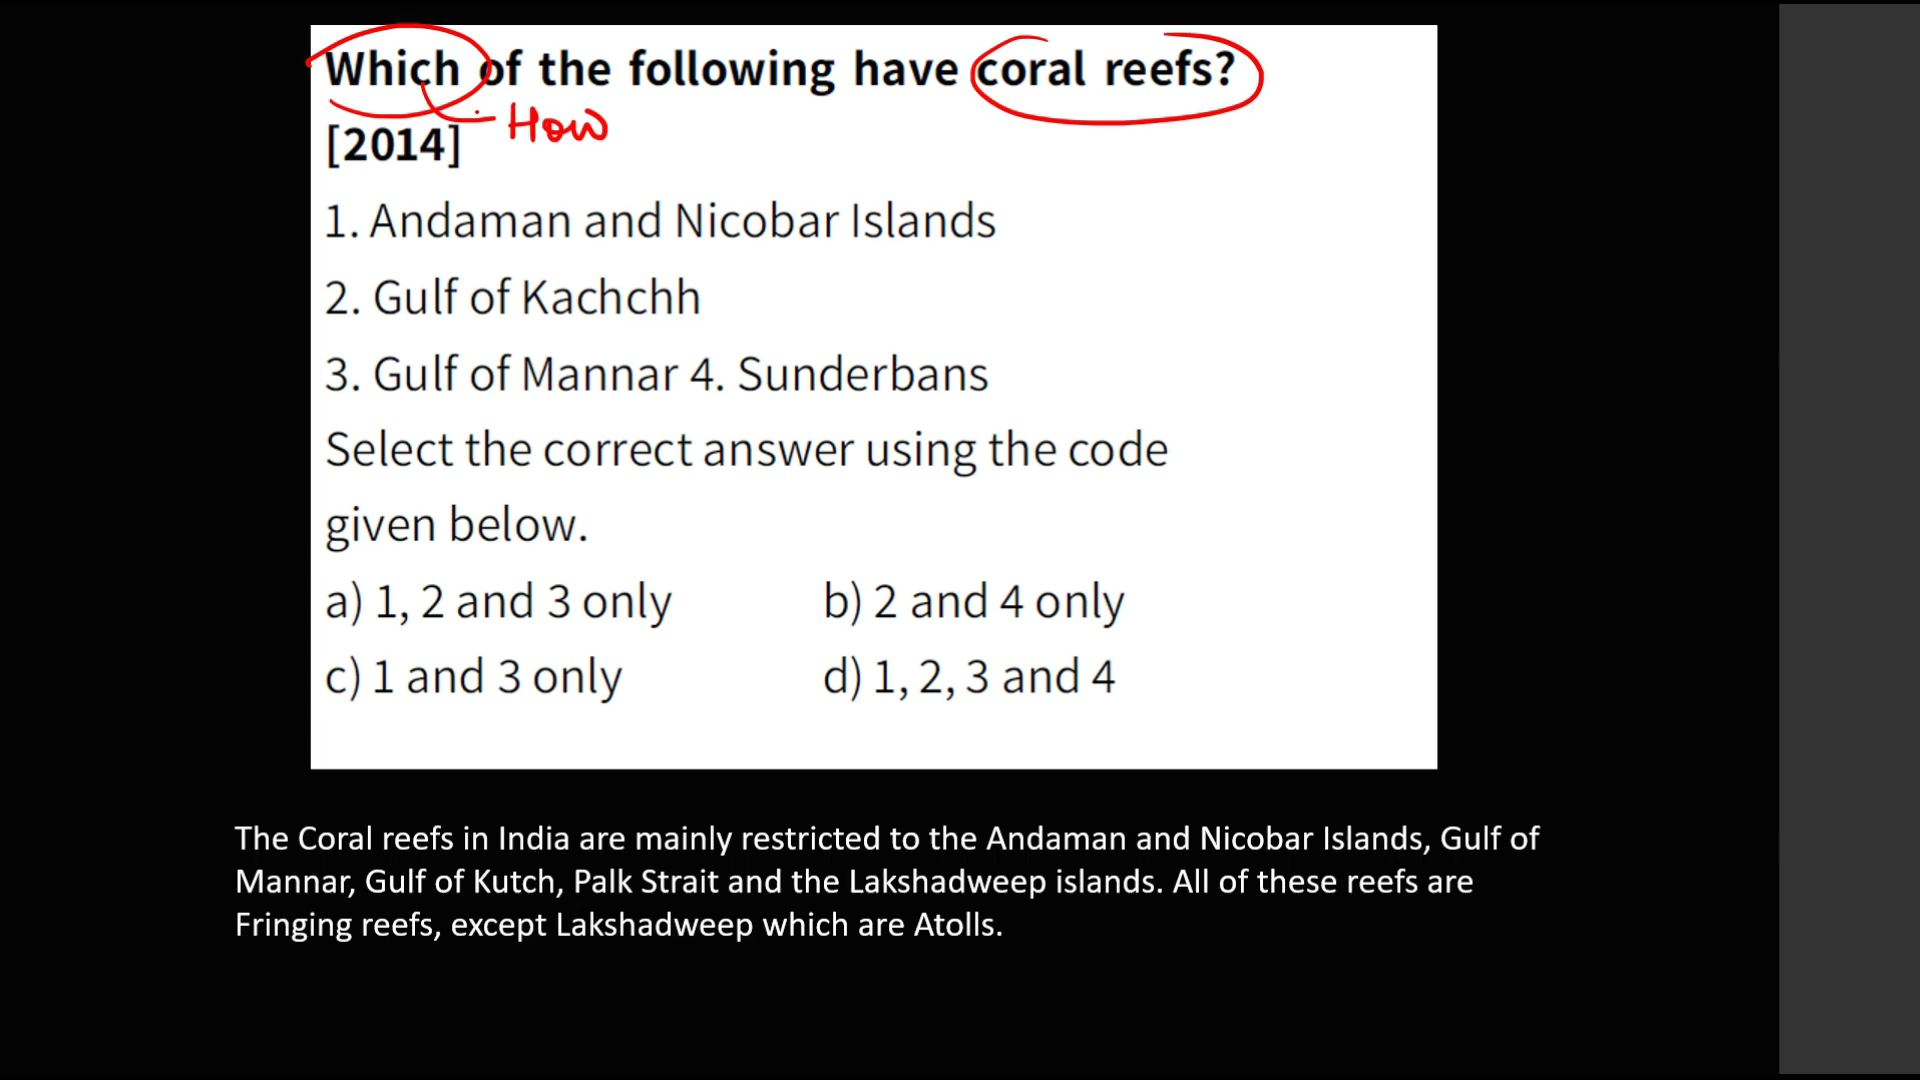 Which of the following have coral reefs?
How
[2014]
1. Andaman and Nicobar Islands
2. Gulf of Kachchh
3. Gulf of Mannar 4. Sunderbans
Select the correct answer using the code
given below.
a) 1, 2 and 3 only b) 2 and 4 only
c) 1 and 3 only d) 1, 2, 3 and 4
The Coral reefs in India are mainly restricted to the Andaman and Nicobar Islands, Gulf of
Mannar, Gulf of Kutch, Palk Strait and the Lakshadweep islands. All of these reefs are
Fringing reefs, except Lakshadweep which are Atolls.